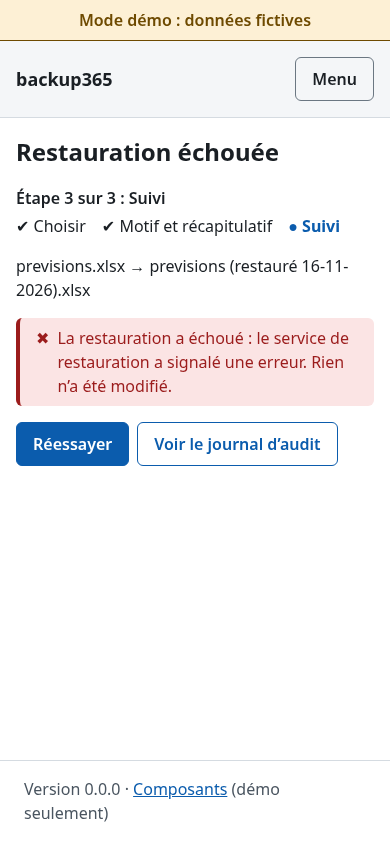 Mode démo : données fictives
backup365
Menu
Restauration échouée
Étape 3 sur 3 : Suivi
✔ Choisir ✔ Motif et récapitulatif ● Suivi
previsions.xlsx → previsions (restauré 16-11-
2026).xlsx
✖ La restauration a échoué : le service de
restauration a signalé une erreur. Rien
n’a été modifié.
Réessayer
Voir le journal d’audit
Version 0.0.0 · Composants (démo
seulement)